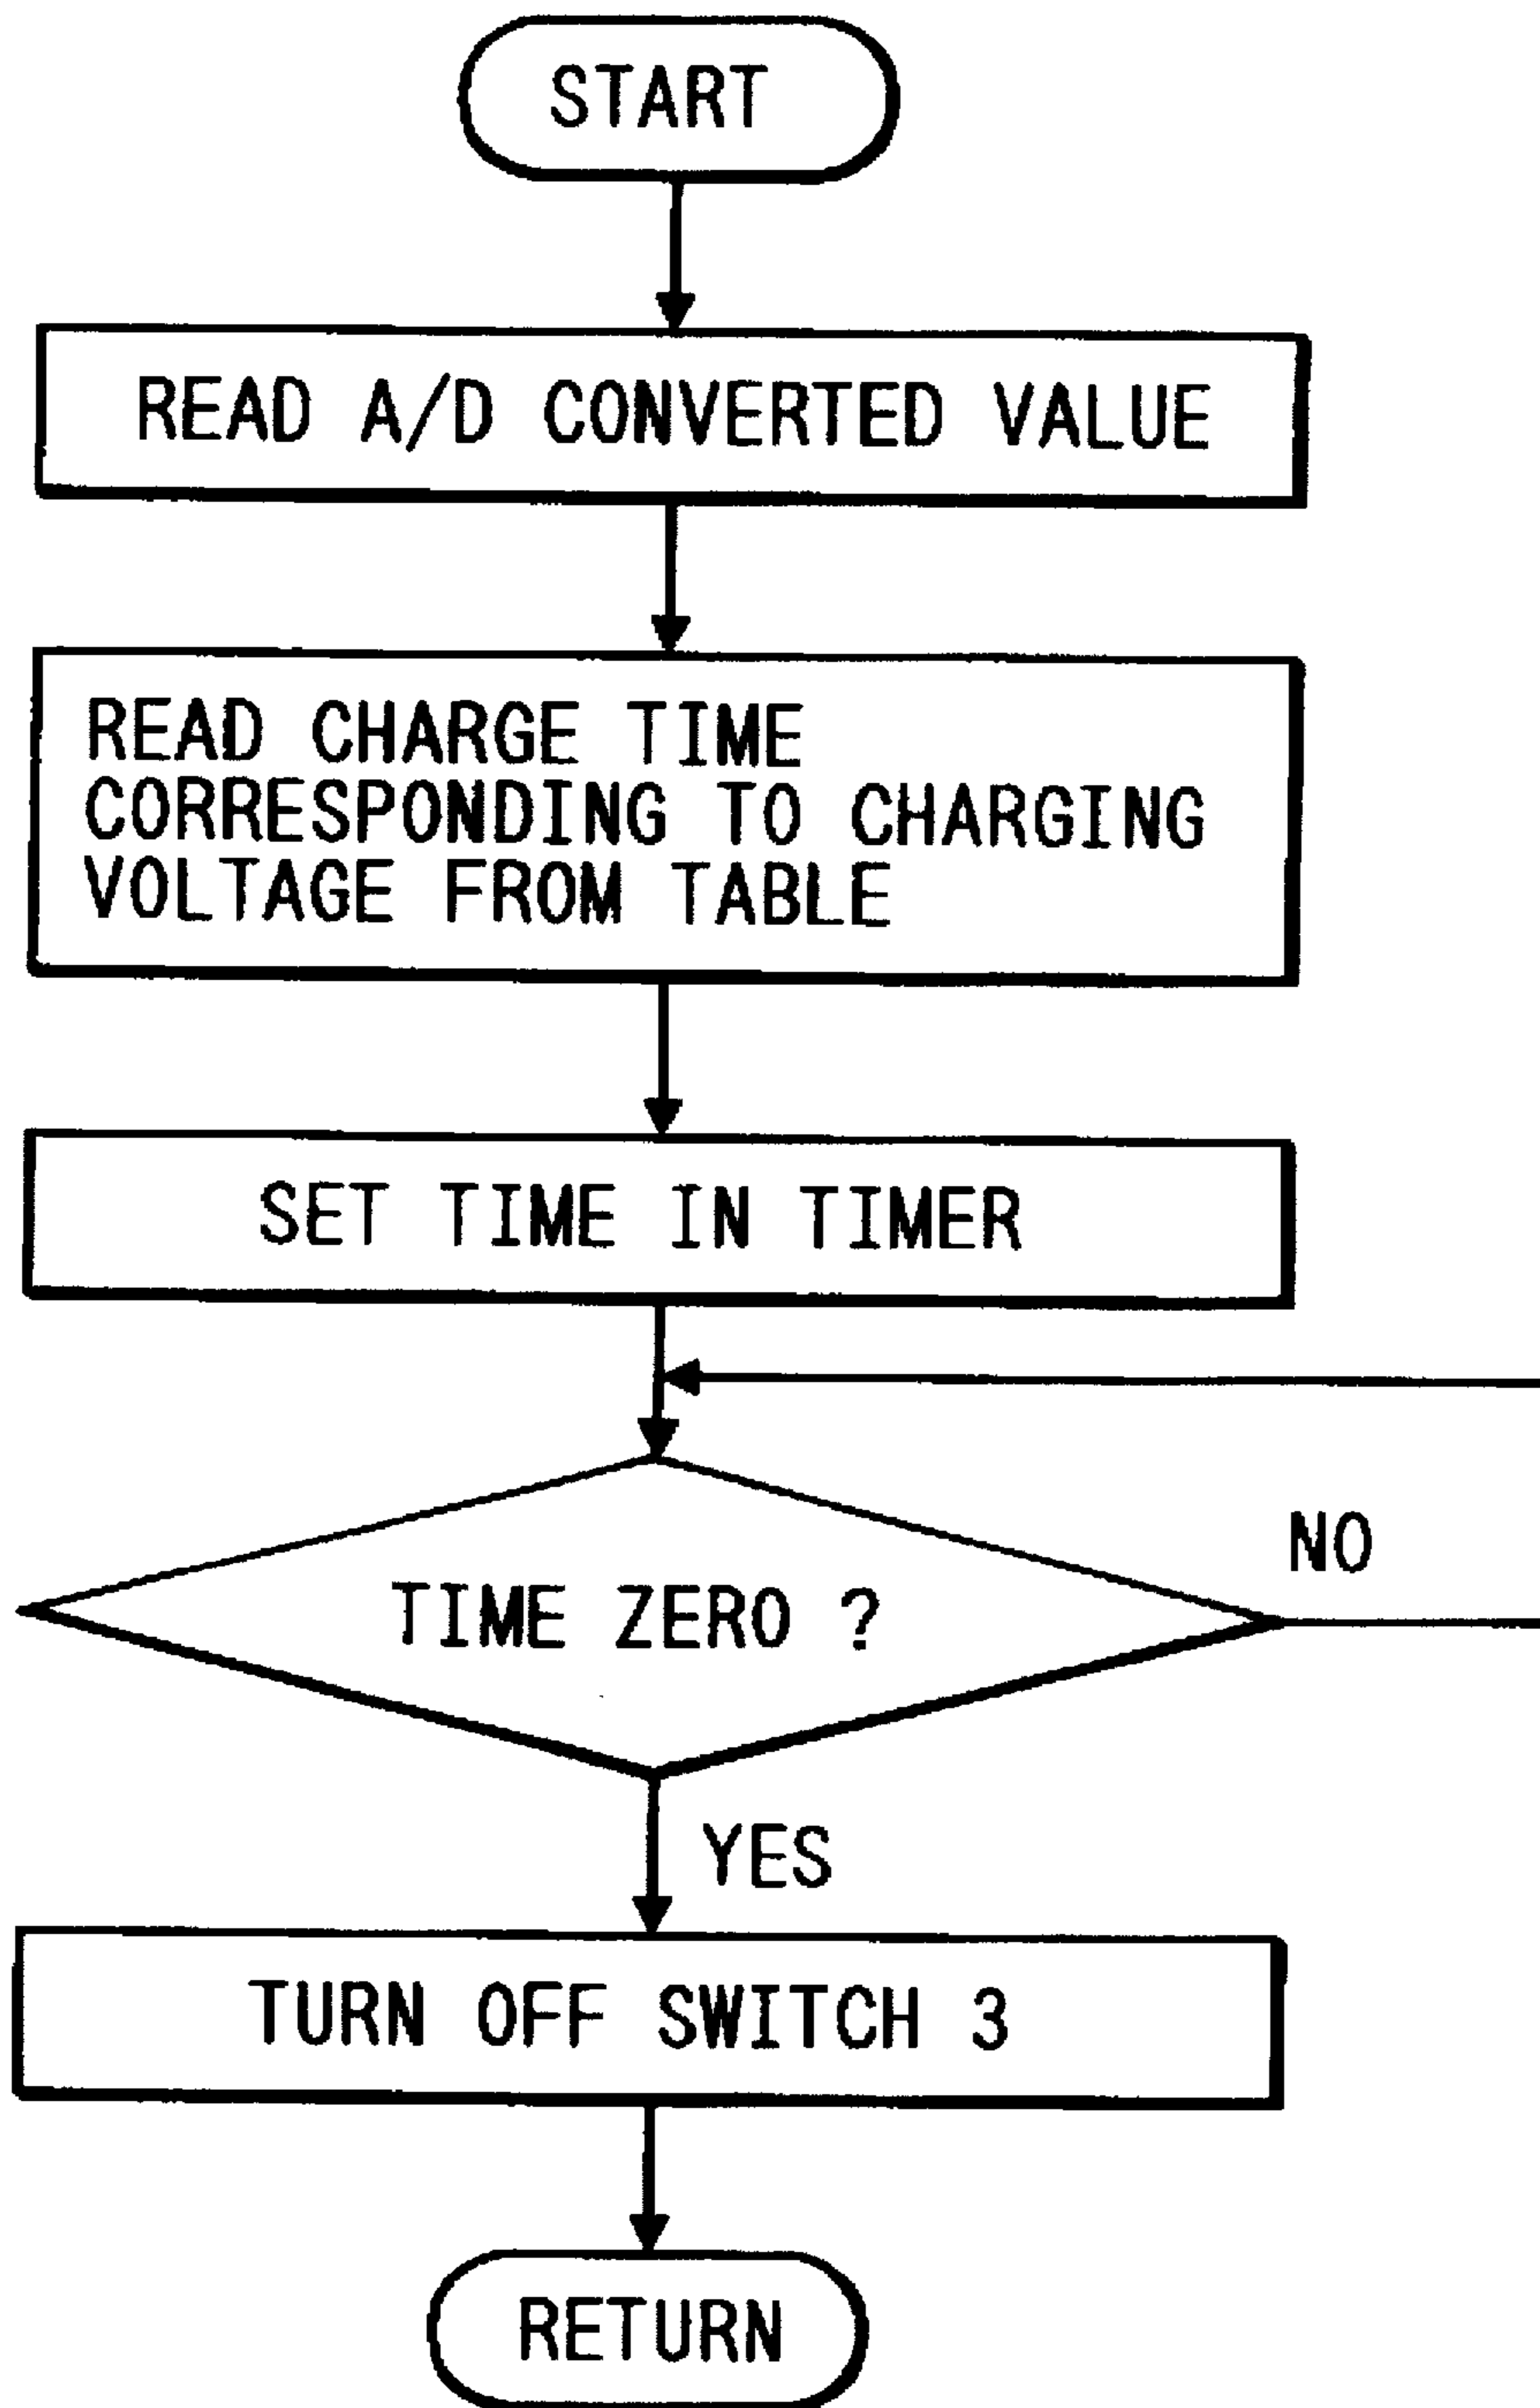 START
READ A/D CONVERTED VALUE
READ CHARGE TIME
CORRESPONDING TO CHARGING
VOLTAGE FROM TABLE
SET TIME IN TIMER
TIME ZERO ?
NO
YES
TURN OFF SWITCH 3
RETURN